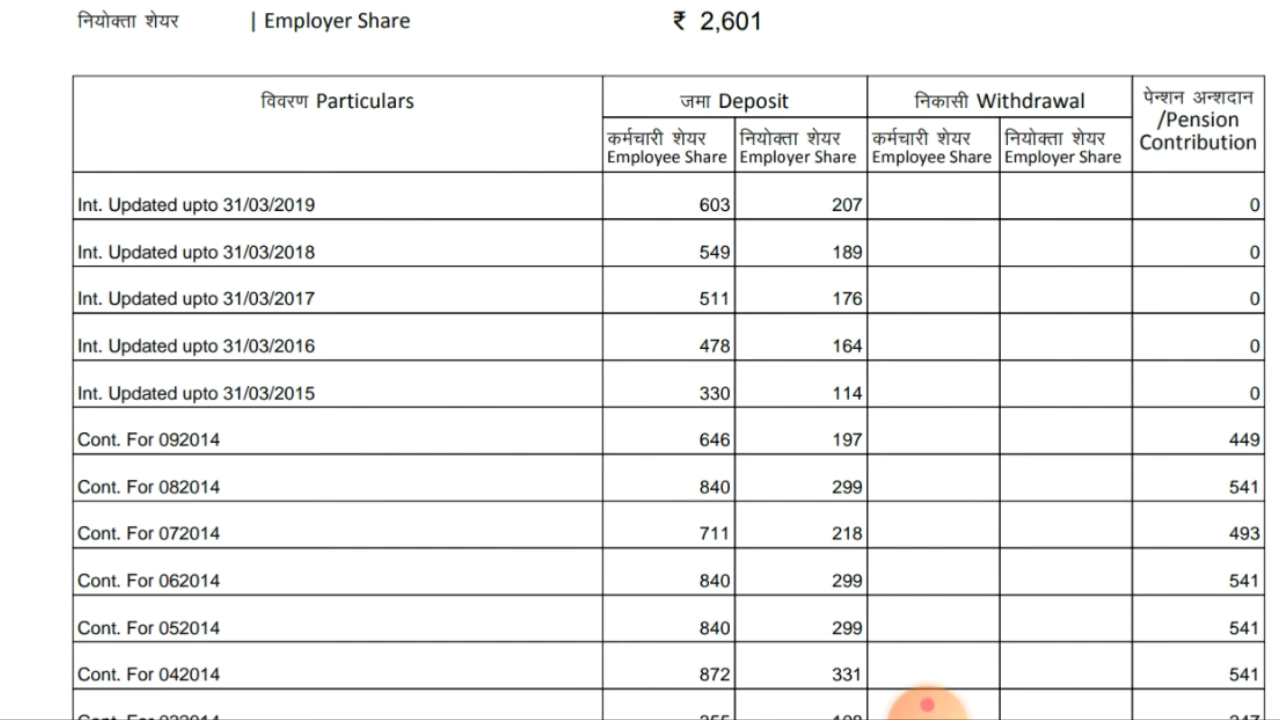 नियोक्ता शेयर | Employer Share ₹ 2,601
विवरण Particulars जमा Deposit निकासी Withdrawal पेन्शन अन्शदान /Pension Contribution
कर्मचारी शेयर Employee Share नियोक्ता शेयर Employer Share कर्मचारी शेयर Employee Share नियोक्ता शेयर Employer Share
Int. Updated upto 31/03/2019 603 207 0
Int. Updated upto 31/03/2018 549 189 0
Int. Updated upto 31/03/2017 511 176 0
Int. Updated upto 31/03/2016 478 164 0
Int. Updated upto 31/03/2015 330 114 0
Cont. For 092014 646 197 449
Cont. For 082014 840 299 541
Cont. For 072014 711 218 493
Cont. For 062014 840 299 541
Cont. For 052014 840 299 541
Cont. For 042014 872 331 541
Cont. For